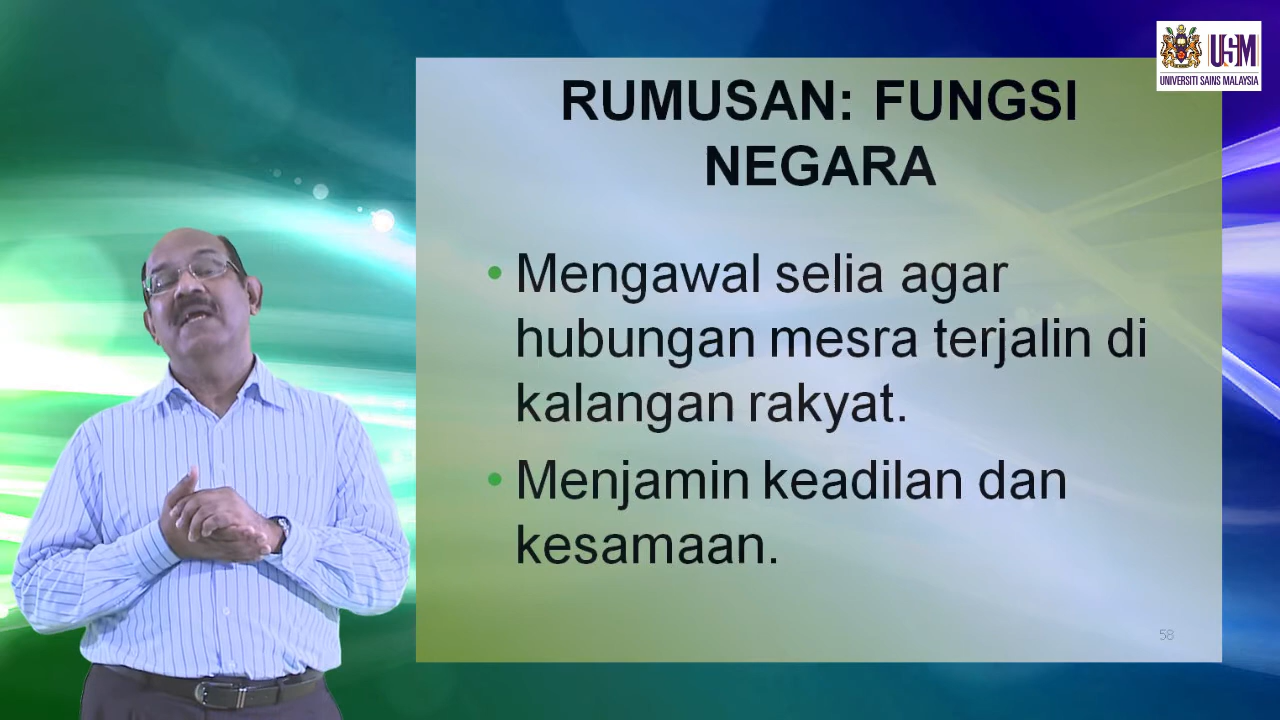 USM
UNIVERSITI SAINS MALAYSIA
RUMUSAN: FUNGSI
NEGARA
• Mengawal selia agar
hubungan mesra terjalin di
kalangan rakyat.
• Menjamin keadilan dan
kesamaan.
58